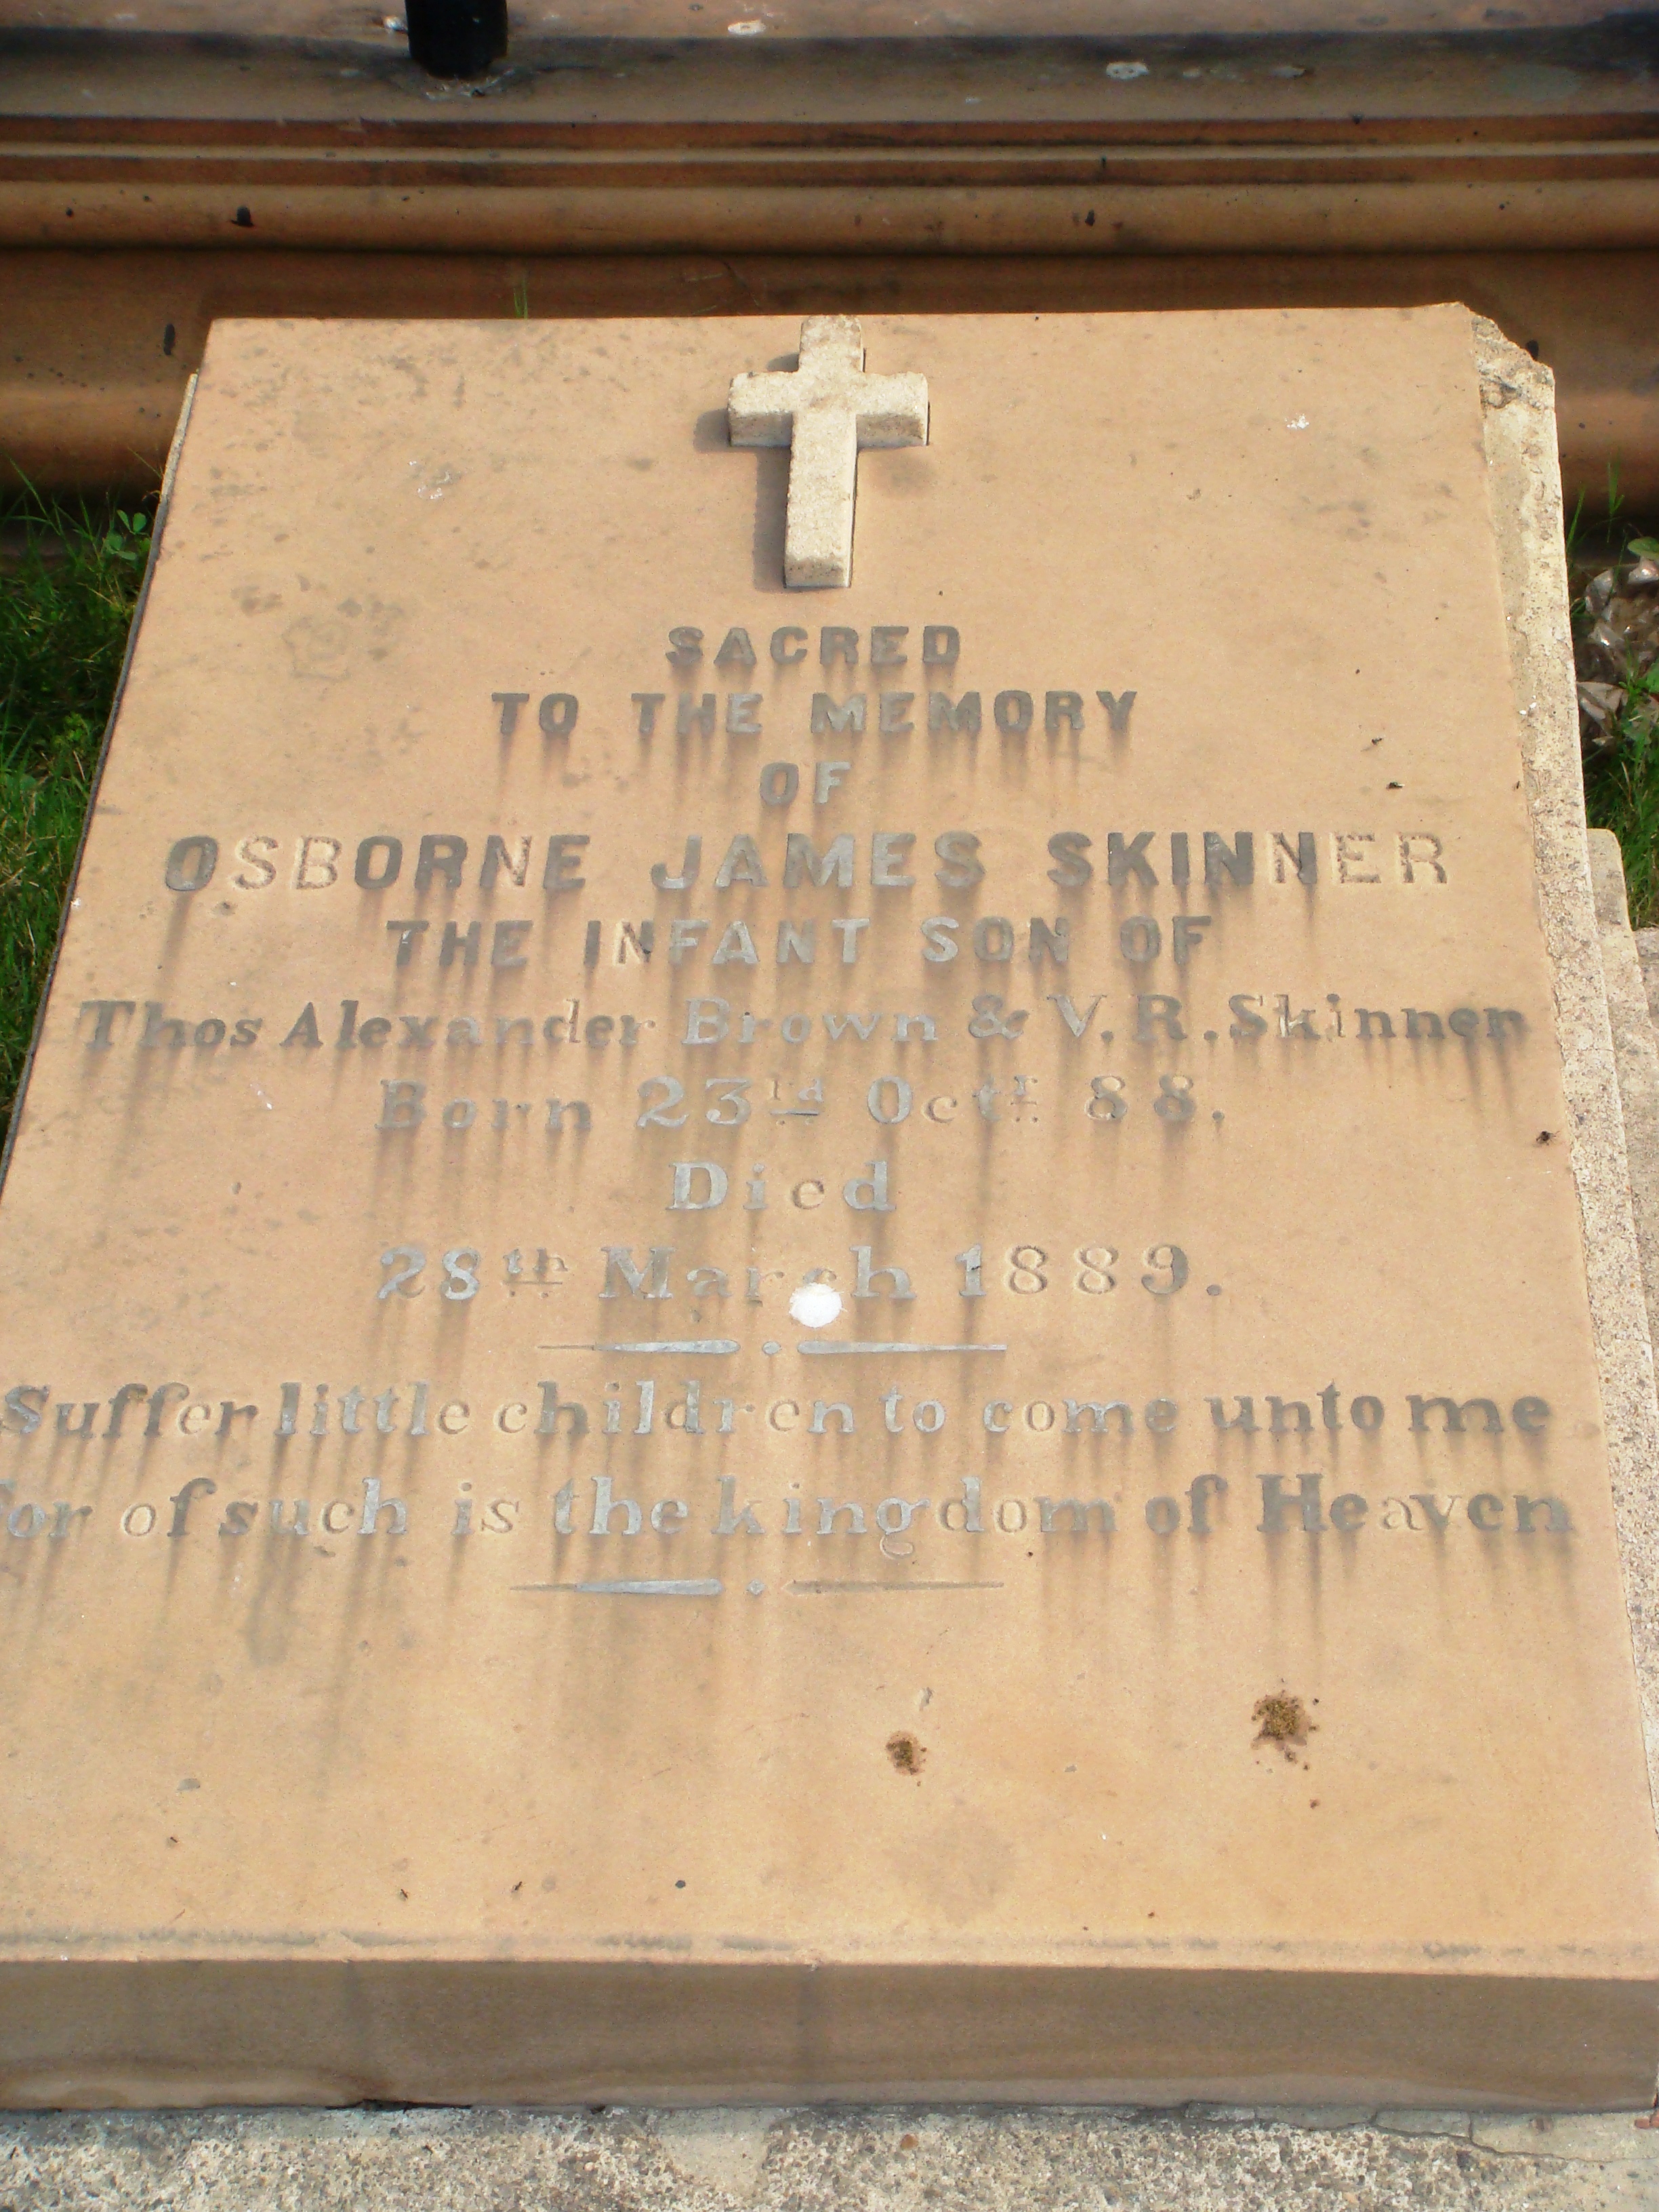 SACRED
TO THE MEMORY
OF
OSBORNE JAMES SKINNER
THE INFANT SON OF
Thos Alexander Brown & V. R. Skinner
Born 23rd Octr 88.
Died
28th March 1889.
Suffer little children to come unto me
For of such is the kingdom of Heaven